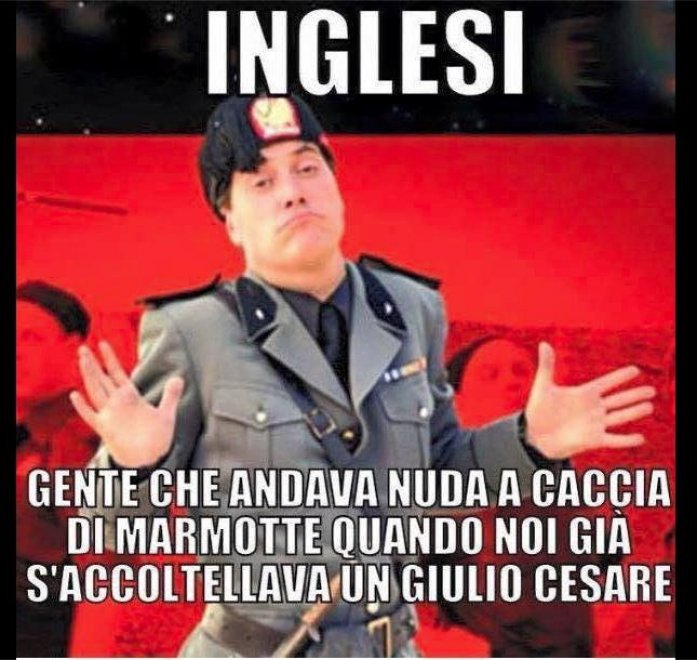 INGLESI
GENTE CHE ANDAVA NUDA A CACCIA
DI MARMOTTE QUANDO NOI GIÀ
S'ACCOLTELLAVA UN GIULIO CESARE